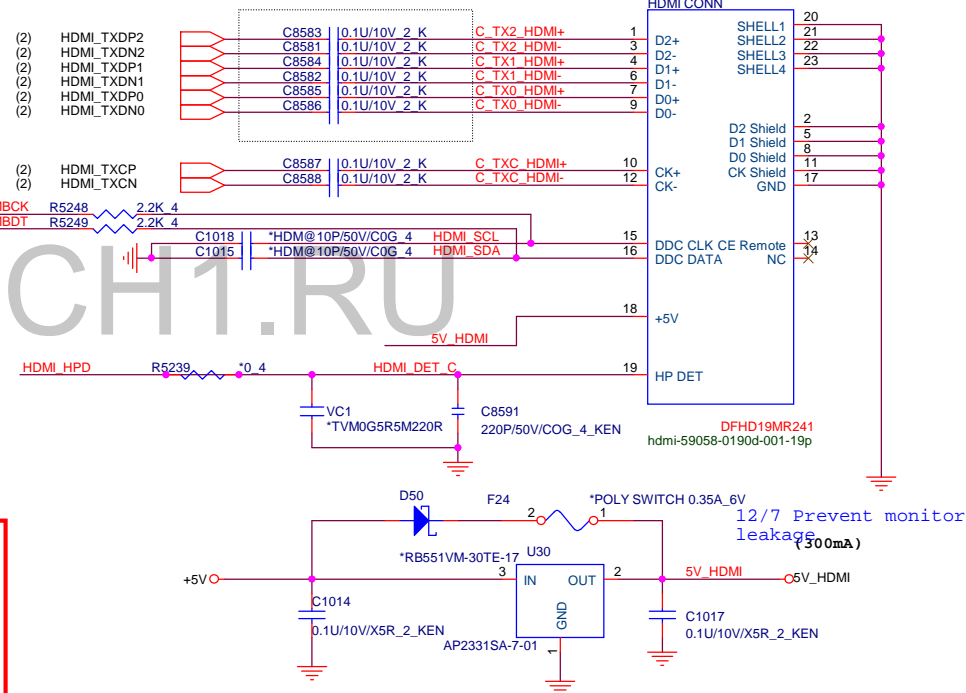 HDMI CONN
(2) HDMI_TXDP2 C8583 0.1U/10V_2_K C_TX2_HDMI+ 1 D2+ SHELL1 20
(2) HDMI_TXDN2 C8581 0.1U/10V_2_K C_TX2_HDMI- 3 D2- SHELL2 21
(2) HDMI_TXDP1 C8584 0.1U/10V_2_K C_TX1_HDMI+ 4 D1+ SHELL3 22
(2) HDMI_TXDN1 C8582 0.1U/10V_2_K C_TX1_HDMI- 6 D1- SHELL4 23
(2) HDMI_TXDP0 C8585 0.1U/10V_2_K C_TX0_HDMI+ 7 D0+
(2) HDMI_TXDN0 C8586 0.1U/10V_2_K C_TX0_HDMI- 9 D0-
D2 Shield 2
D1 Shield 5
D0 Shield 8
(2) HDMI_TXCP C8587 0.1U/10V_2_K C_TXC_HDMI+ 10 CK+ CK Shield 11
(2) HDMI_TXCN C8588 0.1U/10V_2_K C_TXC_HDMI- 12 CK- GND 17
MBCK R5248 2.2K_4
MBDT R5249 2.2K_4
C1018 *HDM@10P/50V/C0G_4 HDMI_SCL 15 DDC CLK CE Remote 13
C1015 *HDM@10P/50V/C0G_4 HDMI_SDA 16 DDC DATA NC 14
CH1.RU
18 +5V
5V_HDMI
HDMI_HPD R5239 *0_4 HDMI_DET_C 19 HP DET
VC1 C8591
*TVM0G5R5M220R 220P/50V/COG_4_KEN
DFHD19MR241
hdmi-59058-0190d-001-19p
D50 F24 *POLY SWITCH 0.35A_6V
2 1
12/7 Prevent monitor
leakage
(300mA)
*RB551VM-30TE-17 U30
+5V 3 IN OUT 2 5V_HDMI 5V_HDMI
GND
C1014 C1017
0.1U/10V/X5R_2_KEN 0.1U/10V/X5R_2_KEN
AP2331SA-7-01 1